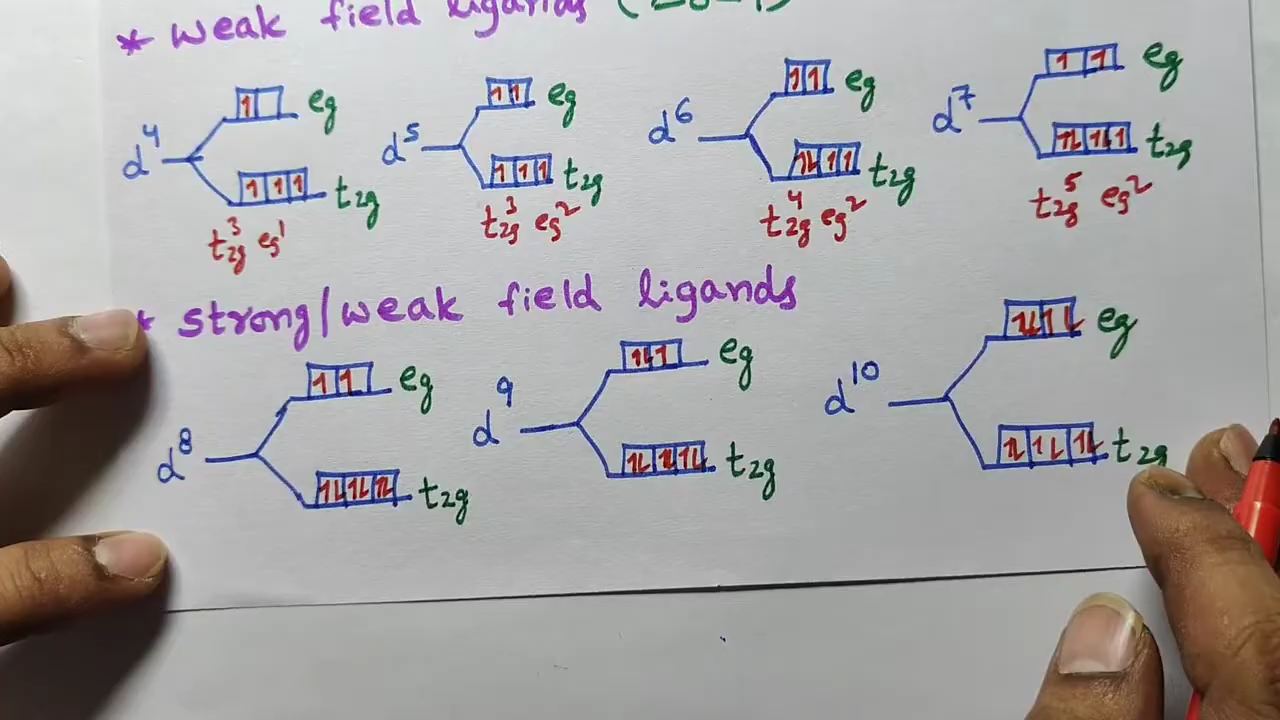 * weak field ligands
d⁴ eg t₂g t₂g³ eg¹
d⁵ eg t₂g t₂g³ eg²
d⁶ eg t₂g t₂g⁴ eg²
d⁷ eg t₂g t₂g⁵ eg²
* strong/weak field ligands
d⁸ eg t₂g
d⁹ eg t₂g
d¹⁰ eg t₂g